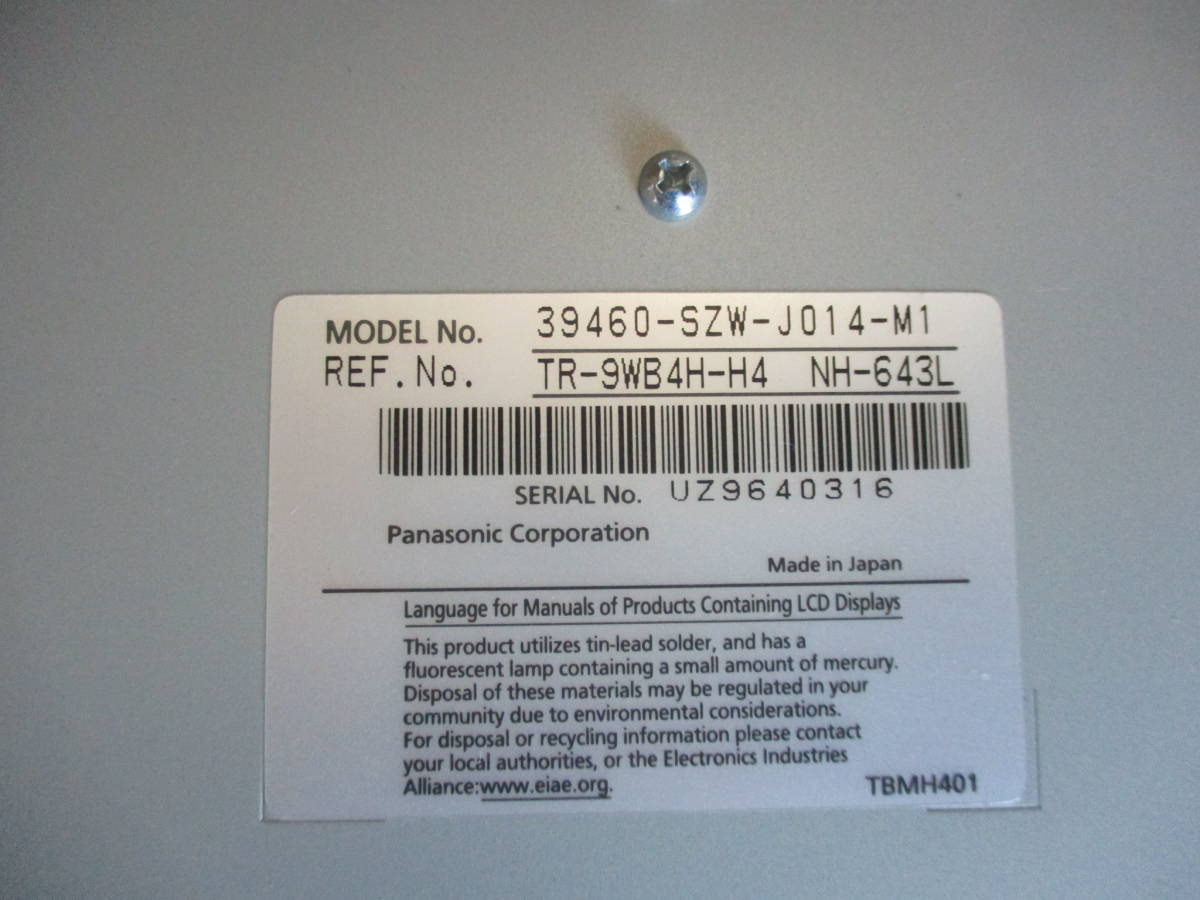 MODEL No. 39460-SZW-J014-M1
REF.No. TR-9WB4H-H4 NH-643L
SERIAL No. UZ9640316
Panasonic Corporation
Made in Japan
Language for Manuals of Products Containing LCD Displays
This product utilizes tin-lead solder, and has a
fluorescent lamp containing a small amount of mercury.
Disposal of these materials may be regulated in your
community due to environmental considerations.
For disposal or recycling information please contact
your local authorities, or the Electronics Industries
Alliance:www.eiae.org.
TBMH401